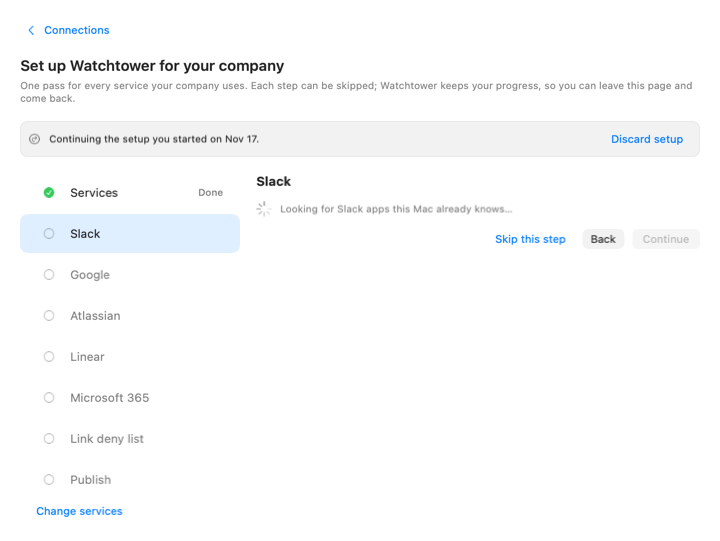 Connections
Set up Watchtower for your company
One pass for every service your company uses. Each step can be skipped; Watchtower keeps your progress, so you can leave this page and
come back.
Continuing the setup you started on Nov 17.
Discard setup
Services
Done
Slack
Google
Atlassian
Linear
Microsoft 365
Link deny list
Publish
Change services
Slack
Looking for Slack apps this Mac already knows...
Skip this step
Back
Continue